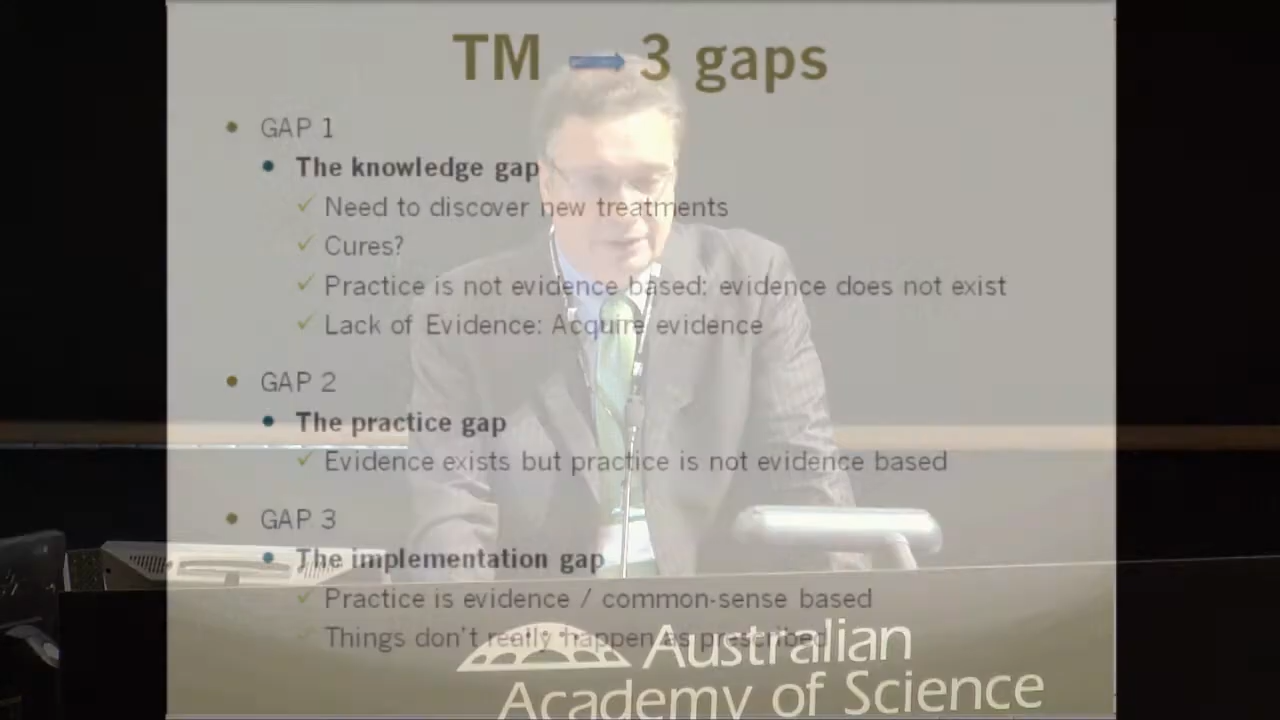 TM → 3 gaps
• GAP 1
• The knowledge gap
✓ Need to discover new treatments
✓ Cures?
✓ Practice is not evidence based: evidence does not exist
✓ Lack of Evidence: Acquire evidence
• GAP 2
• The practice gap
✓ Evidence exists but practice is not evidence based
• GAP 3
• The implementation gap
✓ Practice is evidence / common-sense based
✓ Things don't really happen as prescribed
Australian
Academy of Science